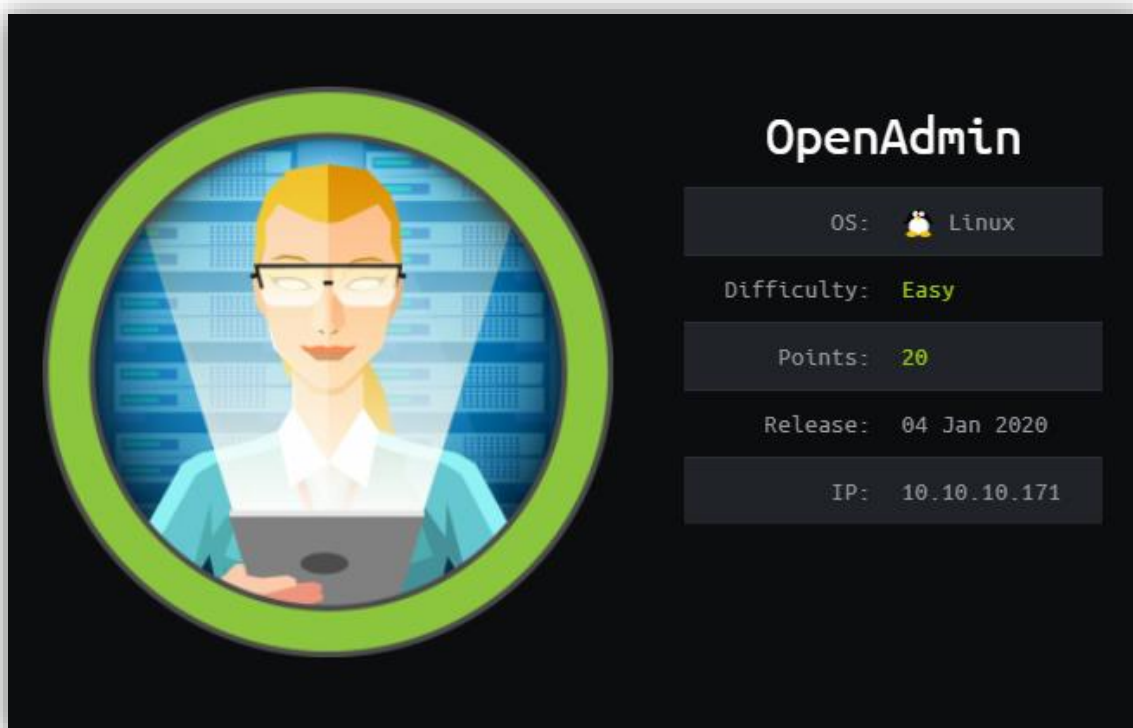 OpenAdmin
OS: Linux
Difficulty: Easy
Points: 20
Release: 04 Jan 2020
IP: 10.10.10.171